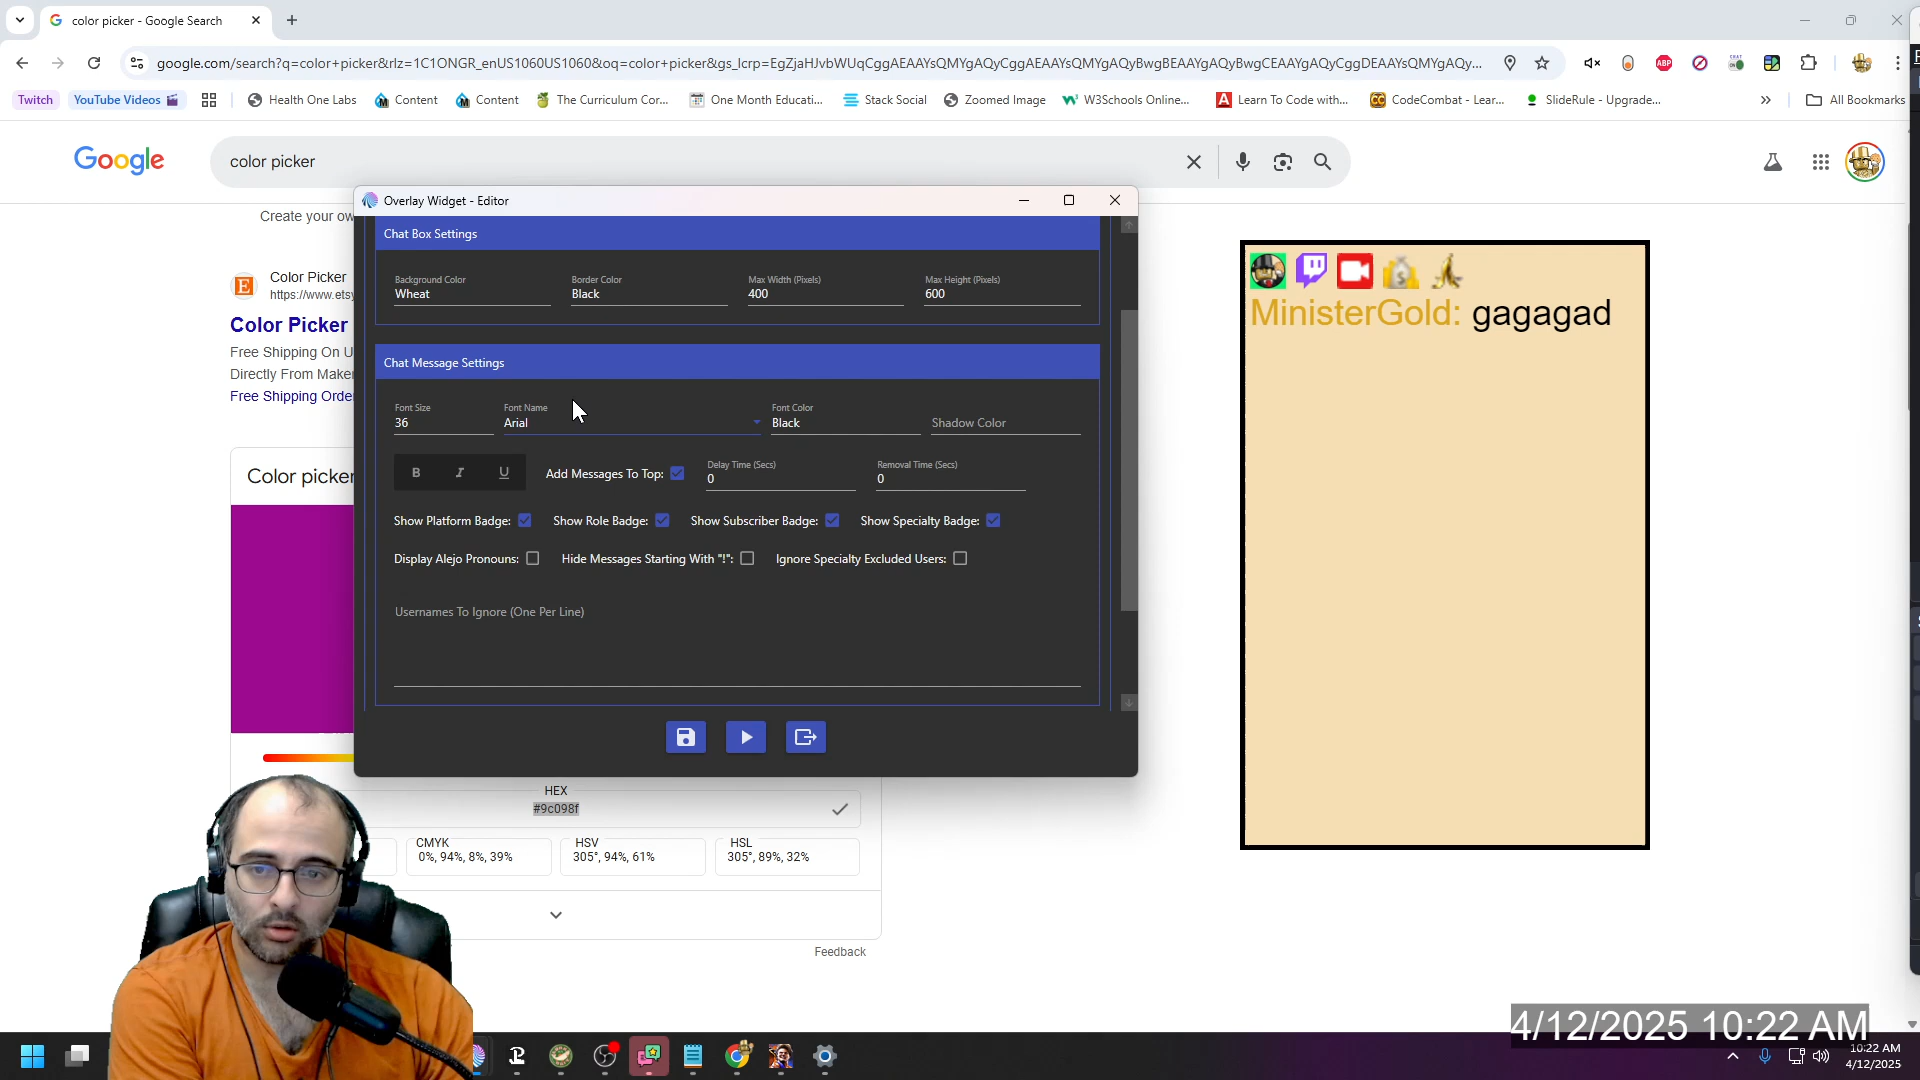 color picker - Google Search
google.com/search?q=color+picker&rlz=1C1ONGR_enUS1060US1060&oq=color+picker&gs_lcrp=EgZjaHJvbWUqCggAEAAYsQMYgAQyCggAEAAYsQMYgAQyBwgBEAAYgAQyBwgCEAAYgAQyCggDEAAYsQMYgAQy...
Twitch
YouTube Videos
Health One Labs
Content
Content
The Curriculum Cor...
One Month Educati...
Stack Social
Zoomed Image
W3Schools Online...
Learn To Code with...
CodeCombat - Lear...
SlideRule - Upgrade...
All Bookmarks
Google
color picker
Create your ow
Color Picker
https://www.ets
Color Picker
Free Shipping On U
Directly From Make
Free Shipping Orde
Color picker
Overlay Widget - Editor
Chat Box Settings
Background Color
Wheat
Border Color
Black
Max Width (Pixels)
400
Max Height (Pixels)
600
Chat Message Settings
Font Size
36
Font Name
Arial
Font Color
Black
Shadow Color
B I U
Add Messages To Top:
Delay Time (Secs)
0
Removal Time (Secs)
0
Show Platform Badge:
Show Role Badge:
Show Subscriber Badge:
Show Specialty Badge:
Display Alejo Pronouns:
Hide Messages Starting With "!":
Ignore Specialty Excluded Users:
Usernames To Ignore (One Per Line)
MinisterGold: gagagad
HEX
#9c098f
CMYK
0%, 94%, 8%, 39%
HSV
305°, 94%, 61%
HSL
305°, 89%, 32%
Feedback
4/12/2025 10:22 AM
10:22 AM
4/12/2025